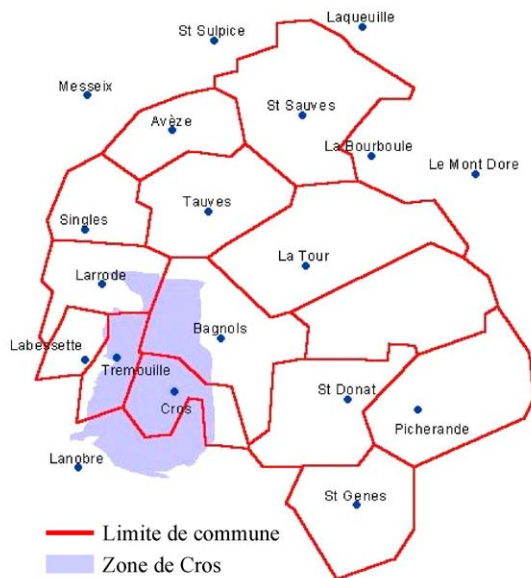 Laqueuille
St Sulpice
Messeix
St Sauves
Avèze
La Bourboule
Le Mont Dore
Tauves
Singles
La Tour
Larrode
Bagnols
Labessette
Tremouille
Cros
St Donat
Picherande
Lanobre
St Genes
Limite de commune
Zone de Cros